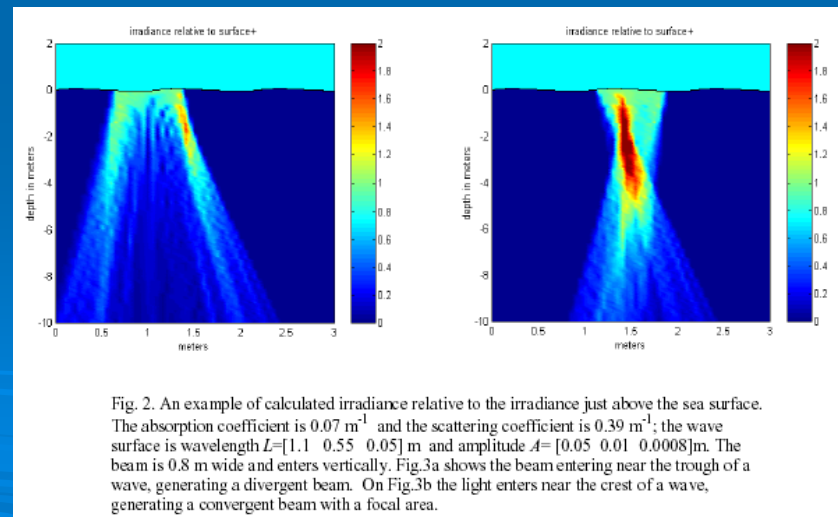 irradiance relative to surface+
2
0
-2
-4
-6
-8
-10
depth in meters
0 0.5 1 1.5 2 2.5 3
meters
2
1.8
1.6
1.4
1.2
1
0.8
0.6
0.4
0.2
0
irradiance relative to surface+
2
0
-2
-4
-6
-8
-10
depth in meters
0 0.5 1 1.5 2 2.5 3
meters
2
1.8
1.6
1.4
1.2
1
0.8
0.6
0.4
0.2
0
Fig. 2. An example of calculated irradiance relative to the irradiance just above the sea surface.
The absorption coefficient is 0.07 m⁻¹ and the scattering coefficient is 0.39 m⁻¹; the wave
surface is wavelength L=[1.1 0.55 0.05] m and amplitude A= [0.05 0.01 0.0008]m. The
beam is 0.8 m wide and enters vertically. Fig.3a shows the beam entering near the trough of a
wave, generating a divergent beam. On Fig.3b the light enters near the crest of a wave,
generating a convergent beam with a focal area.